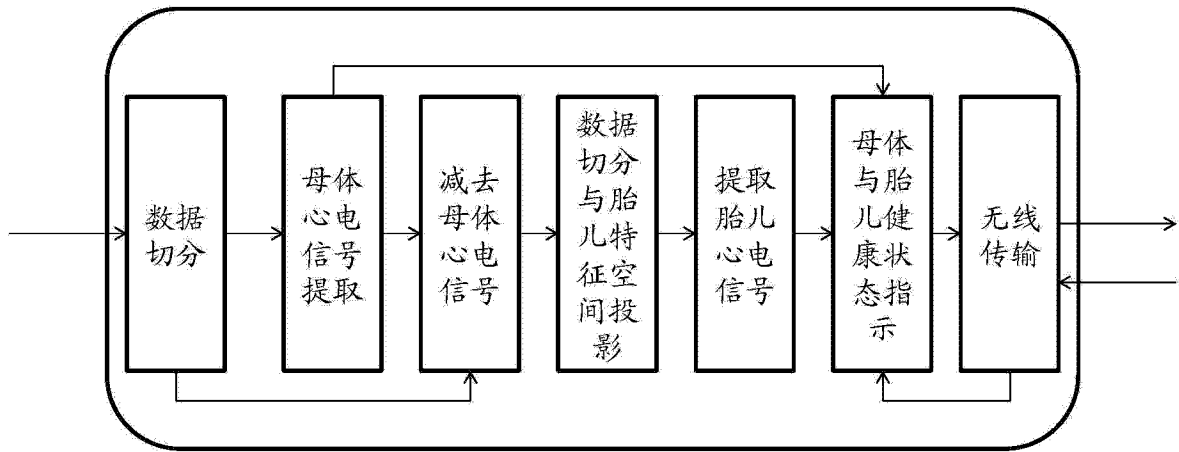 数据
切分
母体
心电
信号
提取
减去
母体
心电
信号
数据
切分
与胎
儿特
征空
间投
影
提取
胎儿
心电
信号
母体
与胎
儿健
康状
态指
示
无线
传输